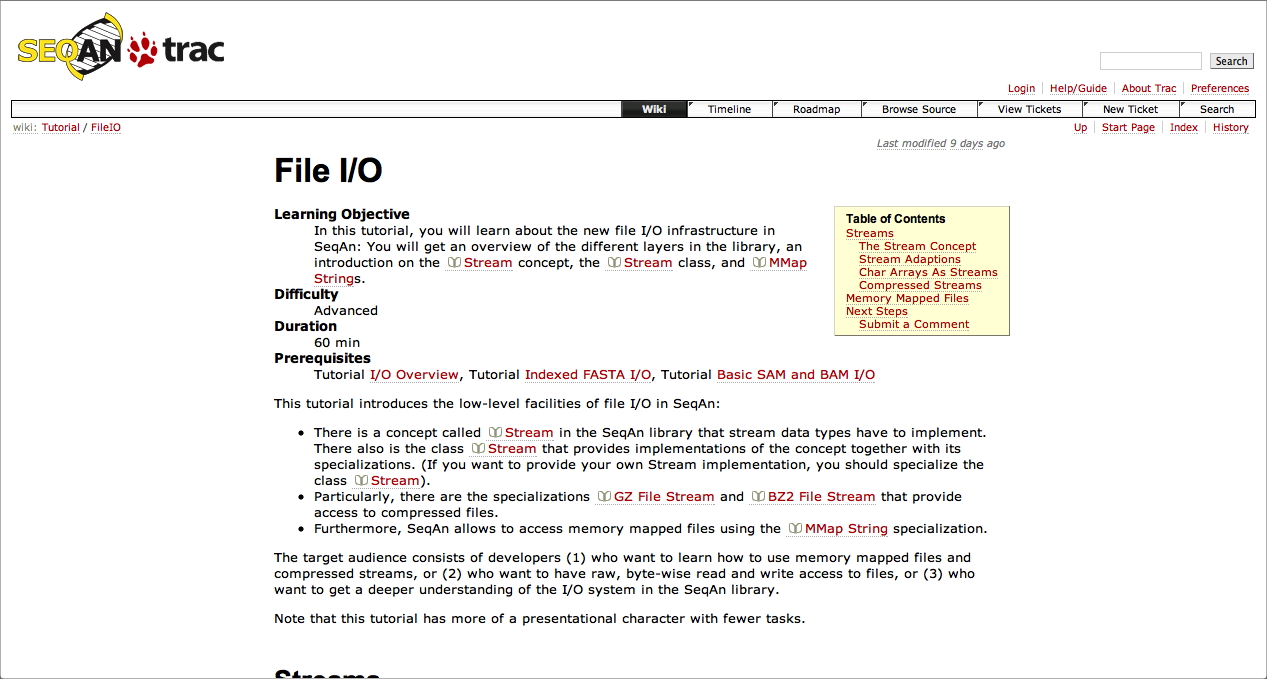 SEQAN trac
Search
Login Help/Guide About Trac Preferences
Wiki Timeline Roadmap Browse Source View Tickets New Ticket Search
wiki: Tutorial / FileIO
Up Start Page Index History
Last modified 9 days ago
File I/O
Learning Objective
In this tutorial, you will learn about the new file I/O infrastructure in
SeqAn: You will get an overview of the different layers in the library, an
introduction on the Stream concept, the Stream class, and MMap
Strings.
Difficulty
Advanced
Duration
60 min
Prerequisites
Tutorial I/O Overview, Tutorial Indexed FASTA I/O, Tutorial Basic SAM and BAM I/O
Table of Contents
Streams
The Stream Concept
Stream Adaptions
Char Arrays As Streams
Compressed Streams
Memory Mapped Files
Next Steps
Submit a Comment
This tutorial introduces the low-level facilities of file I/O in SeqAn:
• There is a concept called Stream in the SeqAn library that stream data types have to implement.
There also is the class Stream that provides implementations of the concept together with its
specializations. (If you want to provide your own Stream implementation, you should specialize the
class Stream).
• Particularly, there are the specializations GZ File Stream and BZ2 File Stream that provide
access to compressed files.
• Furthermore, SeqAn allows to access memory mapped files using the MMap String specialization.
The target audience consists of developers (1) who want to learn how to use memory mapped files and
compressed streams, or (2) who want to have raw, byte-wise read and write access to files, or (3) who
want to get a deeper understanding of the I/O system in the SeqAn library.
Note that this tutorial has more of a presentational character with fewer tasks.
Streams